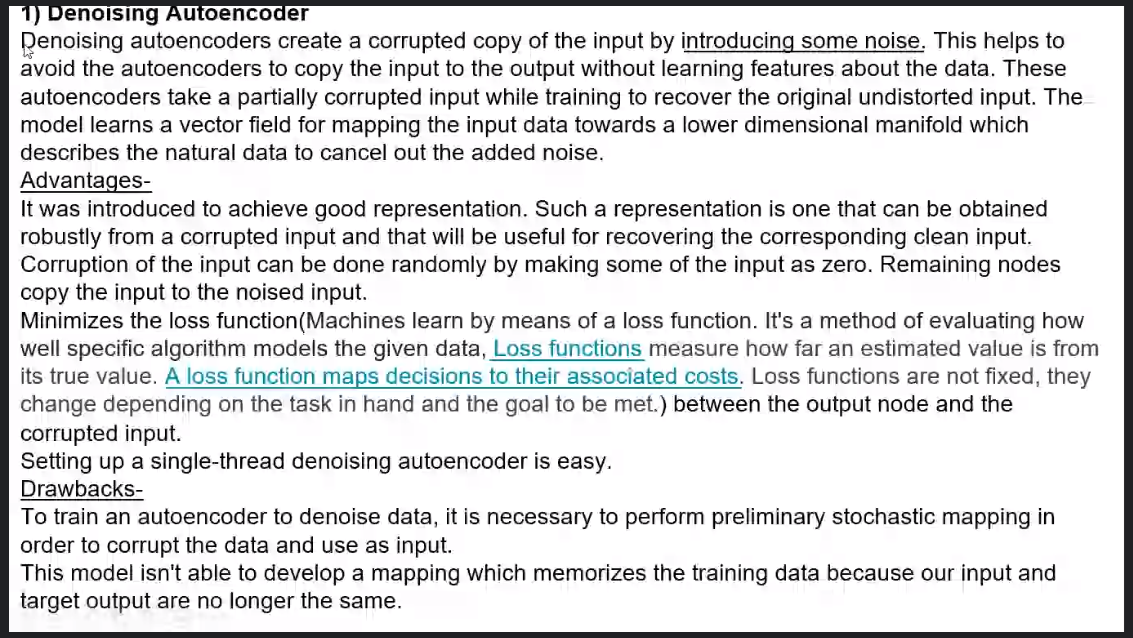 1) Denoising Autoencoder
Denoising autoencoders create a corrupted copy of the input by introducing some noise. This helps to
avoid the autoencoders to copy the input to the output without learning features about the data. These
autoencoders take a partially corrupted input while training to recover the original undistorted input. The
model learns a vector field for mapping the input data towards a lower dimensional manifold which
describes the natural data to cancel out the added noise.
Advantages-
It was introduced to achieve good representation. Such a representation is one that can be obtained
robustly from a corrupted input and that will be useful for recovering the corresponding clean input.
Corruption of the input can be done randomly by making some of the input as zero. Remaining nodes
copy the input to the noised input.
Minimizes the loss function(Machines learn by means of a loss function. It's a method of evaluating how
well specific algorithm models the given data, Loss functions measure how far an estimated value is from
its true value. A loss function maps decisions to their associated costs. Loss functions are not fixed, they
change depending on the task in hand and the goal to be met.) between the output node and the
corrupted input.
Setting up a single-thread denoising autoencoder is easy.
Drawbacks-
To train an autoencoder to denoise data, it is necessary to perform preliminary stochastic mapping in
order to corrupt the data and use as input.
This model isn't able to develop a mapping which memorizes the training data because our input and
target output are no longer the same.